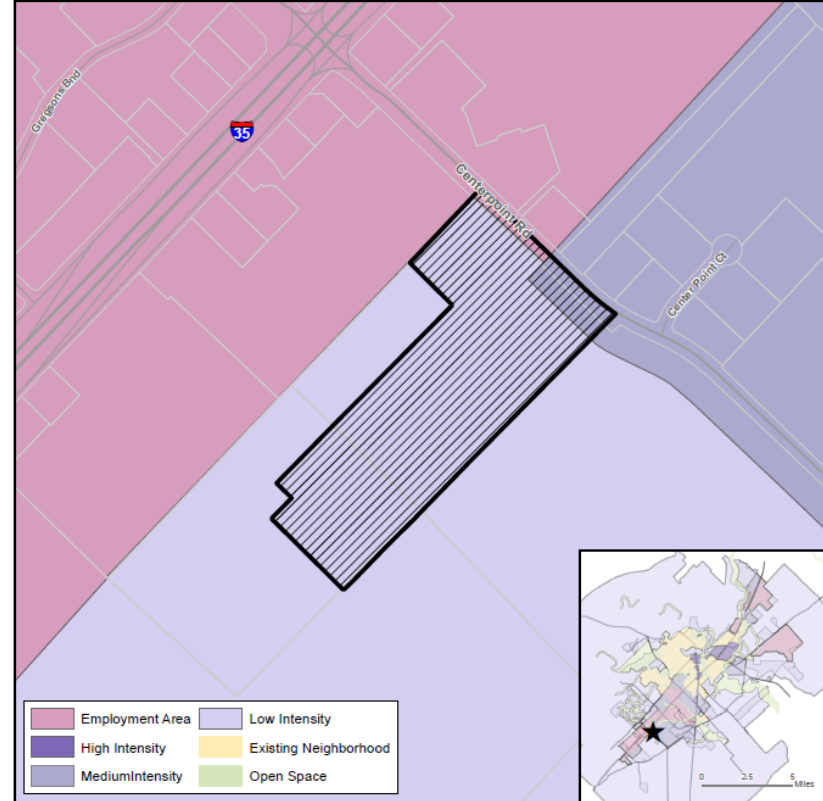 Gregsons Bnd
35
Centerpoint Rd
Center Point Ct
Employment Area
Low Intensity
High Intensity
Existing Neighborhood
MediumIntensity
Open Space
0 2.5 5
Miles